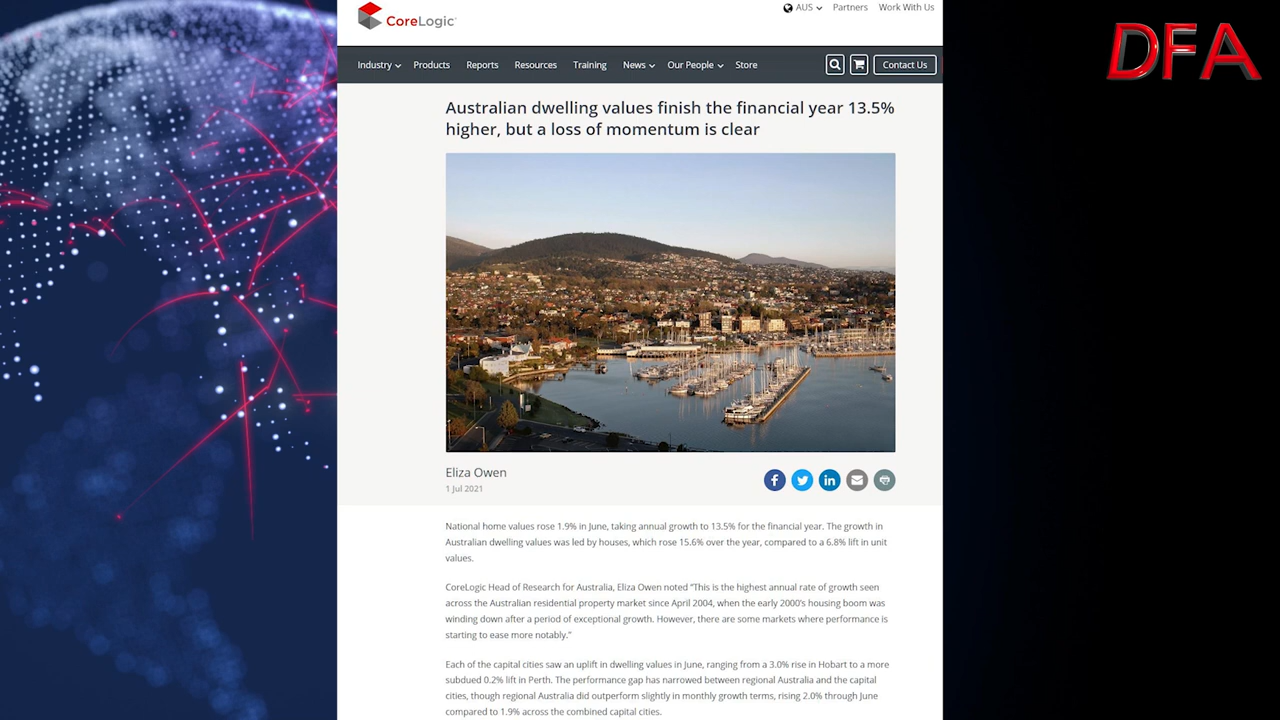 CoreLogic
AUS Partners Work With Us
DFA
Industry Products Reports Resources Training News Our People Store Contact Us
Australian dwelling values finish the financial year 13.5%
higher, but a loss of momentum is clear
Eliza Owen
1 Jul 2021
National home values rose 1.9% in June, taking annual growth to 13.5% for the financial year. The growth in
Australian dwelling values was led by houses, which rose 15.6% over the year, compared to a 6.8% lift in unit
values.
CoreLogic Head of Research for Australia, Eliza Owen noted “This is the highest annual rate of growth seen
across the Australian residential property market since April 2004, when the early 2000's housing boom was
winding down after a period of exceptional growth. However, there are some markets where performance is
starting to ease more notably.”
Each of the capital cities saw an uplift in dwelling values in June, ranging from a 3.0% rise in Hobart to a more
subdued 0.2% lift in Perth. The performance gap has narrowed between regional Australia and the capital
cities, though regional Australia did outperform slightly in monthly growth terms, rising 2.0% through June
compared to 1.9% across the combined capital cities.